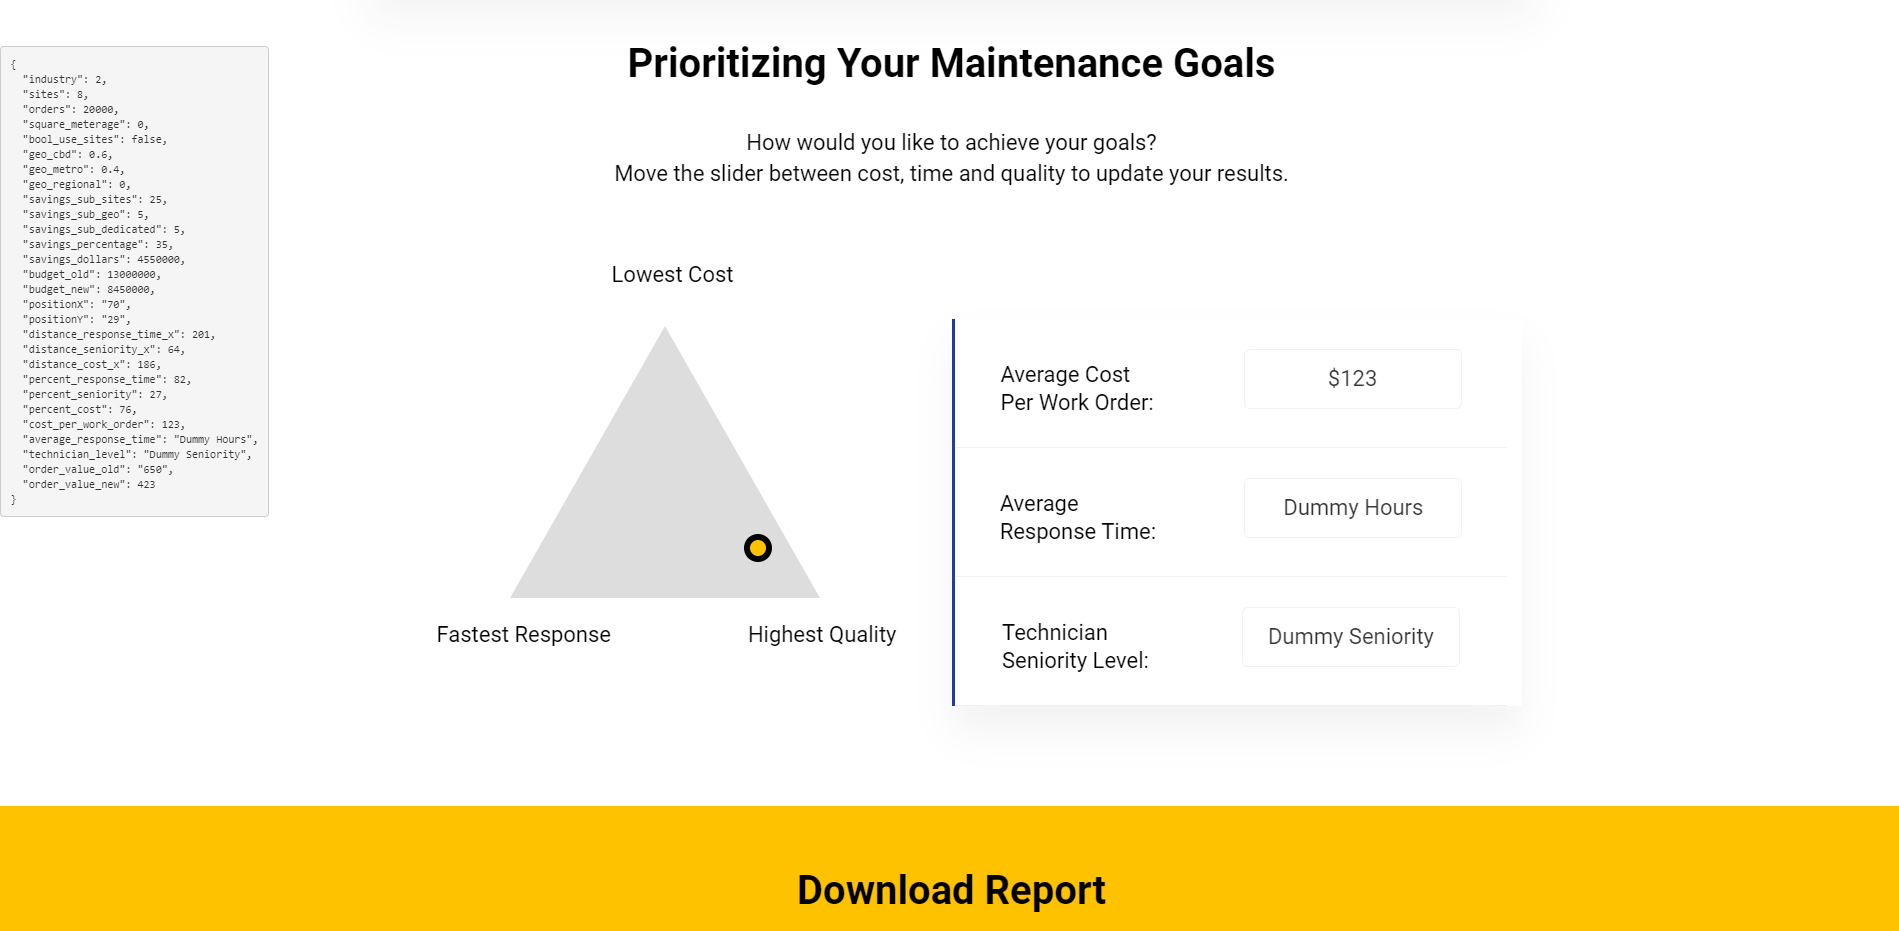 {
"industry": 2,
"sites": 8,
"orders": 20000,
"square_meterage": 0,
"bool_use_sites": false,
"geo_cbd": 0.6,
"geo_metro": 0.4,
"geo_regional": 0,
"savings_sub_sites": 25,
"savings_sub_geo": 5,
"savings_sub_dedicated": 5,
"savings_percentage": 35,
"savings_dollars": 4550000,
"budget_old": 13000000,
"budget_new": 8450000,
"positionX": "70",
"positionY": "29",
"distance_response_time_x": 201,
"distance_seniority_x": 64,
"distance_cost_x": 186,
"percent_response_time": 82,
"percent_seniority": 27,
"percent_cost": 76,
"cost_per_work_order": 123,
"average_response_time": "Dummy Hours",
"technician_level": "Dummy Seniority",
"order_value_old": "650",
"order_value_new": 423
}
Prioritizing Your Maintenance Goals
How would you like to achieve your goals?
Move the slider between cost, time and quality to update your results.
Lowest Cost
Fastest Response
Highest Quality
Average Cost
Per Work Order:
$123
Average
Response Time:
Dummy Hours
Technician
Seniority Level:
Dummy Seniority
Download Report